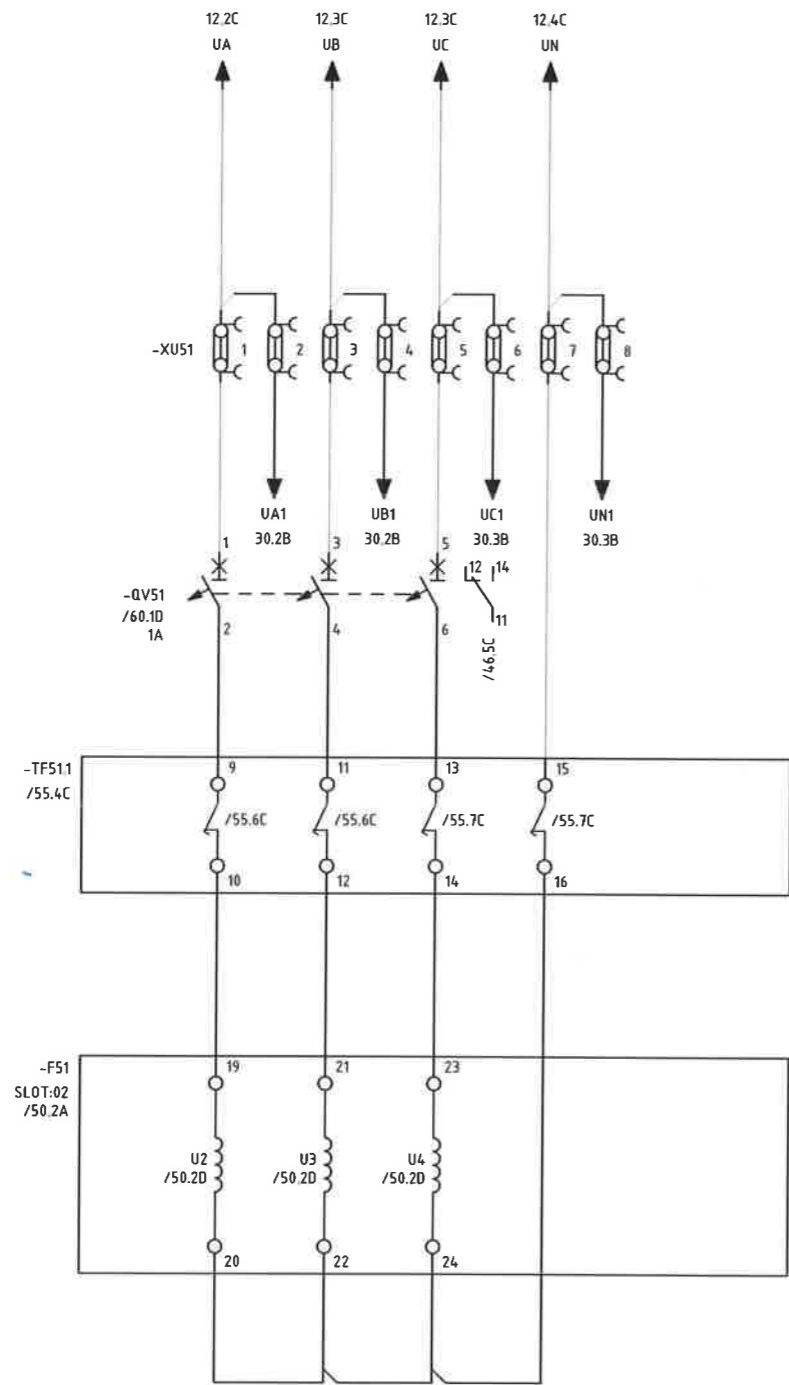 12.2C 12.3C 12.3C 12.4C
UA UB UC UN
-XU51 1 2 3 4 5 6 7 8
UA1 UB1 UC1 UN1
30.2B 30.2B 30.3B 30.3B
1 3 5
12 14
-QV51
/60.1D
1A
2 4 6 11
/46.5C
-TF51.1 9 11 13 15
/55.4C
/55.6C /55.6C /55.7C /55.7C
10 12 14 16
-F51 19 21 23
SLOT:02
/50.2A
U2 U3 U4
/50.2D /50.2D /50.2D
20 22 24